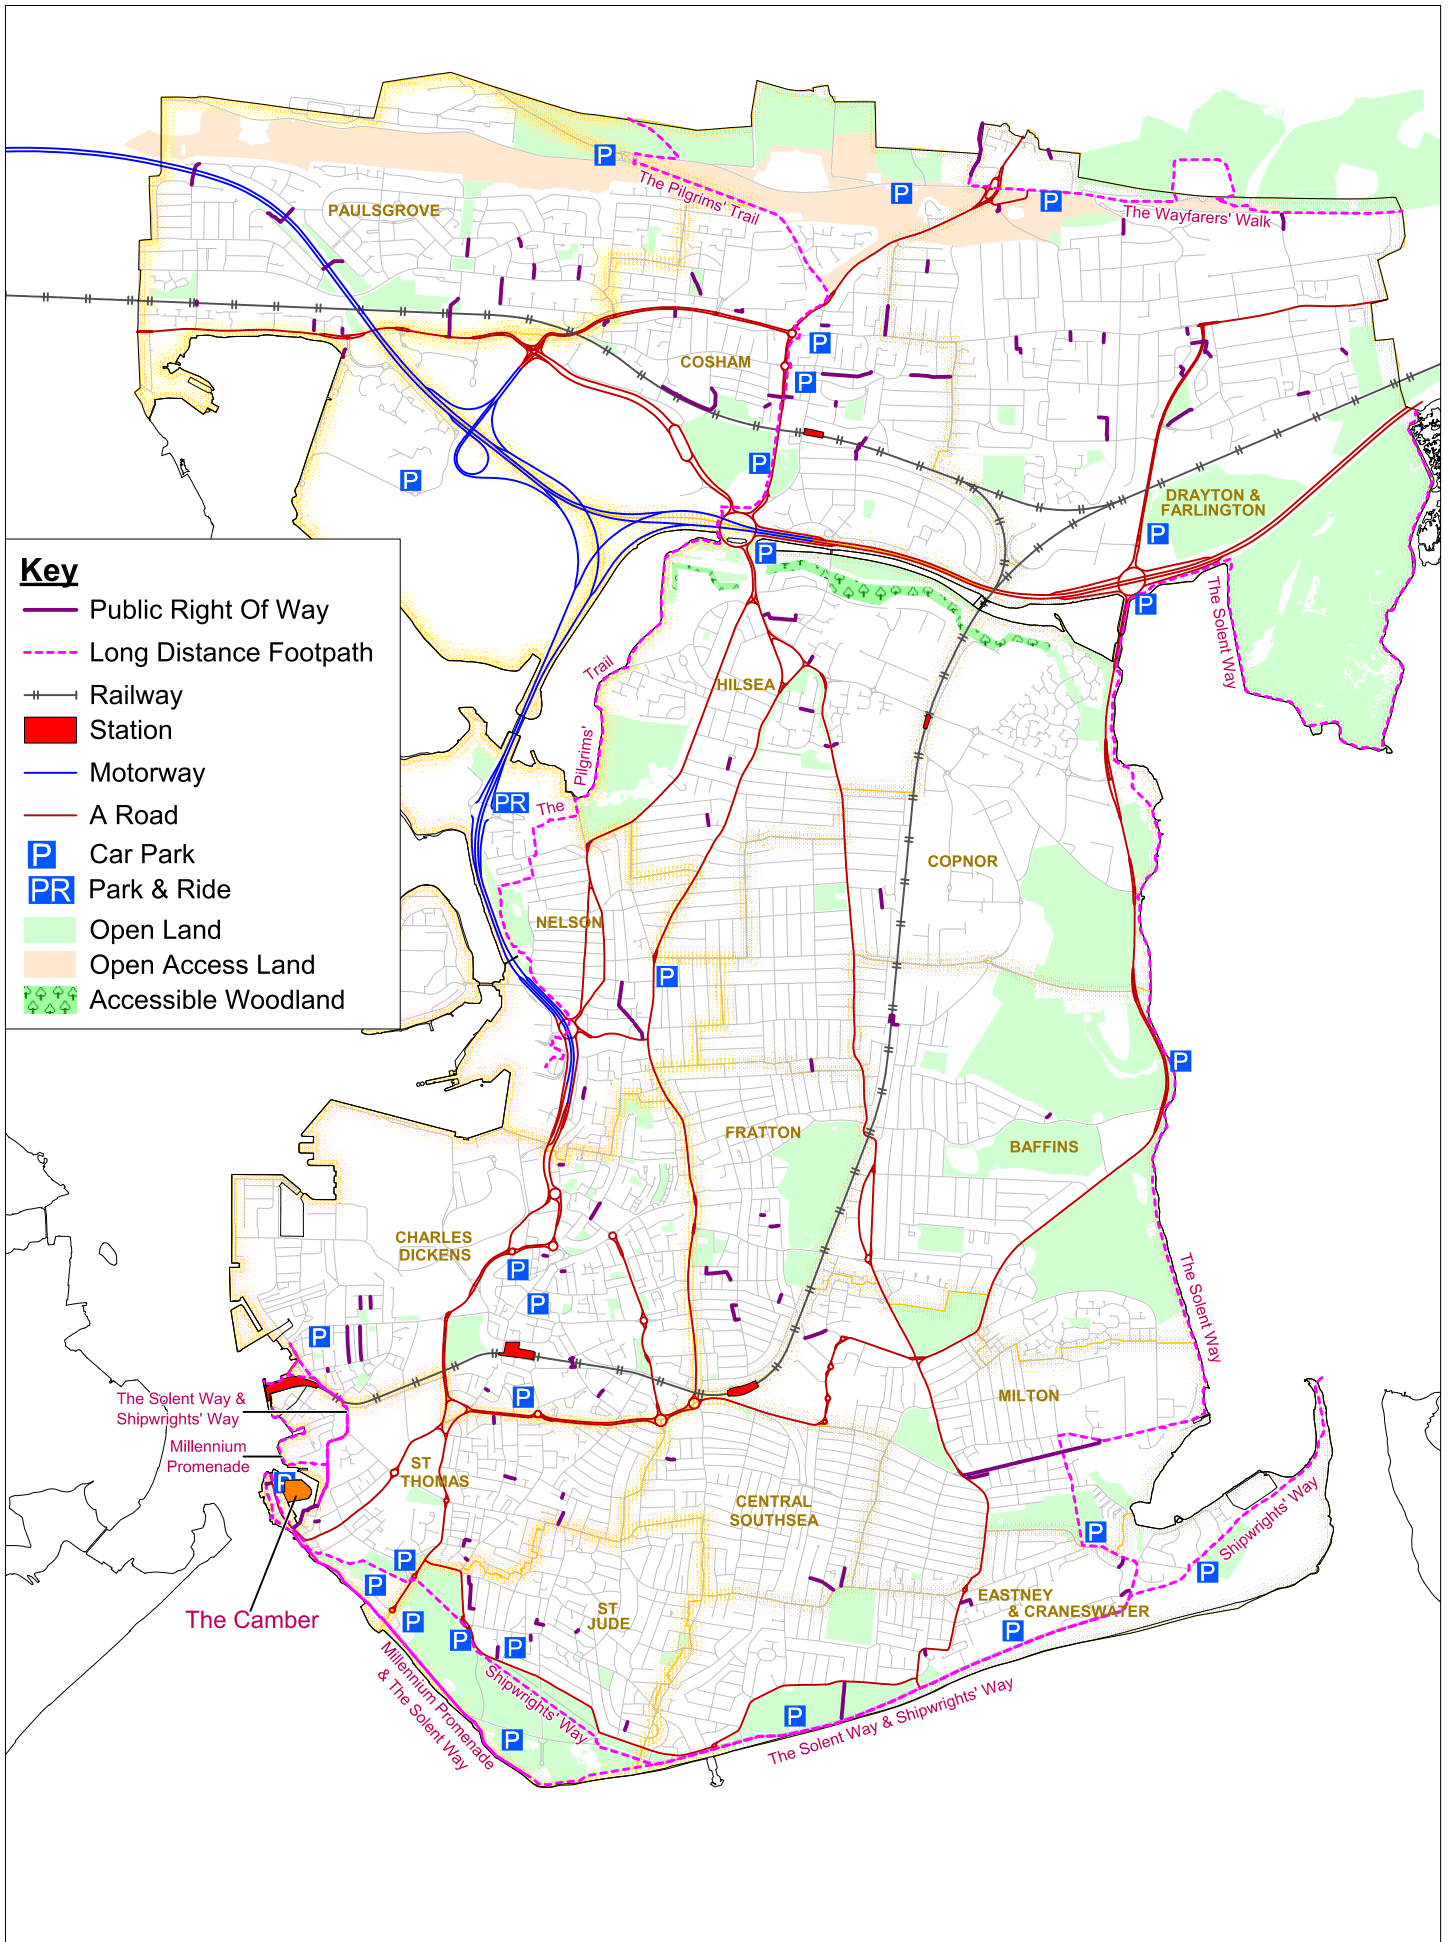 P
The Pilgrims' Trail
P
P
The Wayfarers' Walk
PAULSGROVE
P
COSHAM
P
P
P
DRAYTON &
FARLINGTON
P
P
P
The Solent Way
Key
Public Right Of Way
Long Distance Footpath
Railway
Station
Motorway
A Road
P Car Park
PR Park & Ride
Open Land
Open Access Land
Accessible Woodland
The Pilgrims' Trail
HILSEA
PR
COPNOR
NELSON
P
P
FRATTON
BAFFINS
CHARLES
DICKENS
P
P
P
The Solent Way
The Solent Way &
Shipwrights' Way
P
MILTON
Millennium
Promenade
P
ST
THOMAS
CENTRAL
SOUTHSEA
P
Shipwrights' Way
P
P
P
The Camber
P
P
P
ST
JUDE
EASTNEY
& CRANESWATER
P
Millennium Promenade
& The Solent Way
Shipwrights' Way
P
P
The Solent Way & Shipwrights' Way